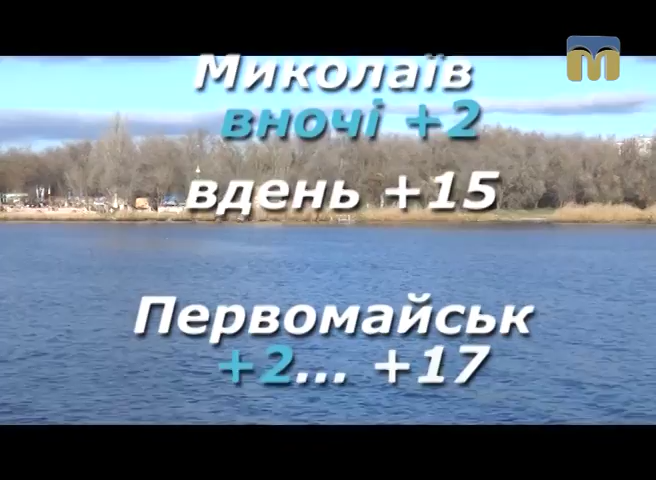 Миколаїв
вночі +2
вдень +15
Первомайськ
+2... +17